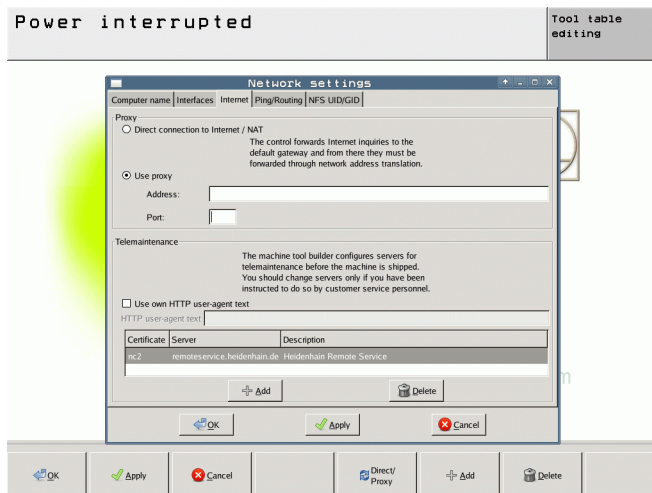 Power interrupted
Tool table
editing
Network settings
Computer name Interfaces Internet Ping/Routing NFS UID/GID
Proxy
Direct connection to Internet / NAT
The control forwards Internet inquiries to the
default gateway and from there they must be
forwarded through network address translation.
Use proxy
Address:
Port:
Telemaintenance
The machine tool builder configures servers for
telemaintenance before the machine is shipped.
You should change servers only if you have been
instructed to do so by customer service personnel.
Use own HTTP user-agent text
HTTP user-agent text
Certificate Server Description
nc2 remoteservice.heidenhain.de Heidenhain Remote Service
Add Delete
m
OK Apply Cancel
OK Apply Cancel Direct/
Proxy Add Delete